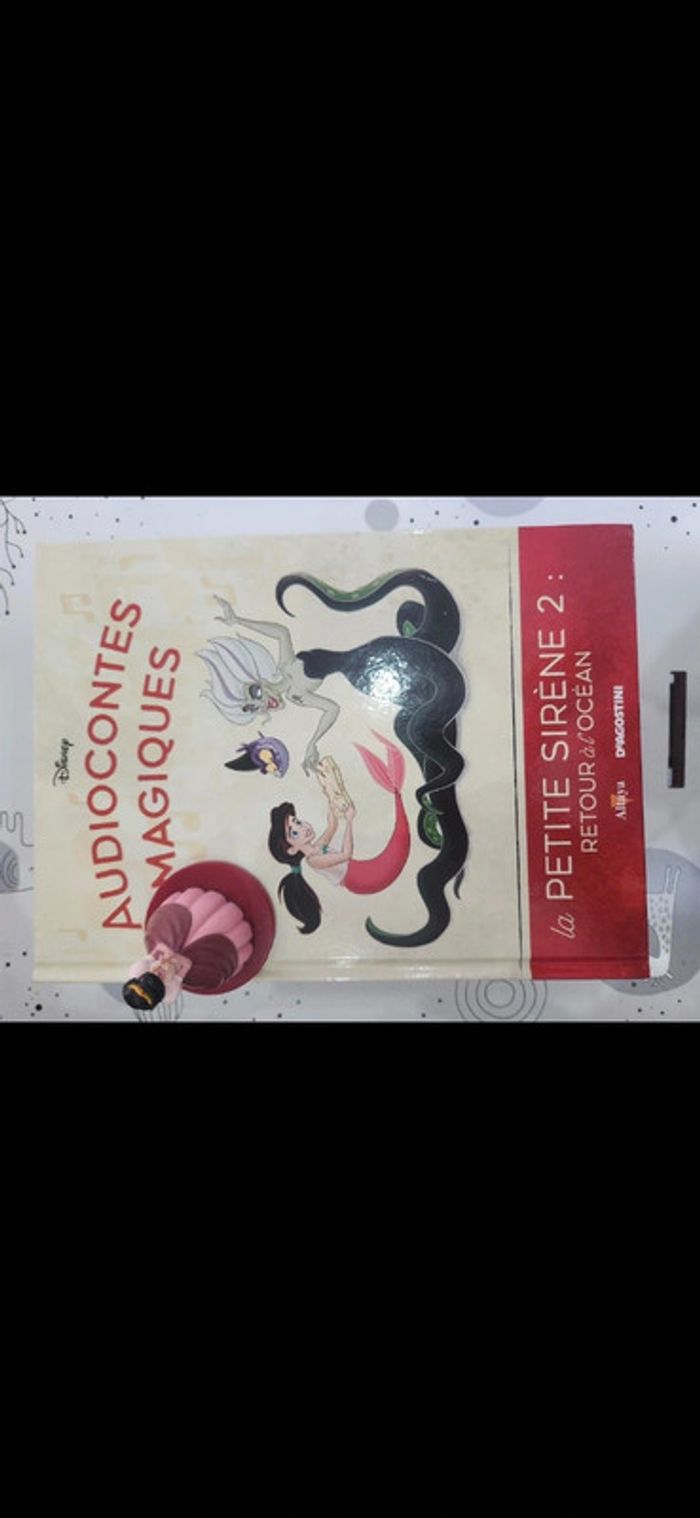 Disney
AUDIOCONTES
MAGIQUES
la PETITE SIRÈNE 2 :
RETOUR à l'OCÉAN
Altaya DeAGOSTINI